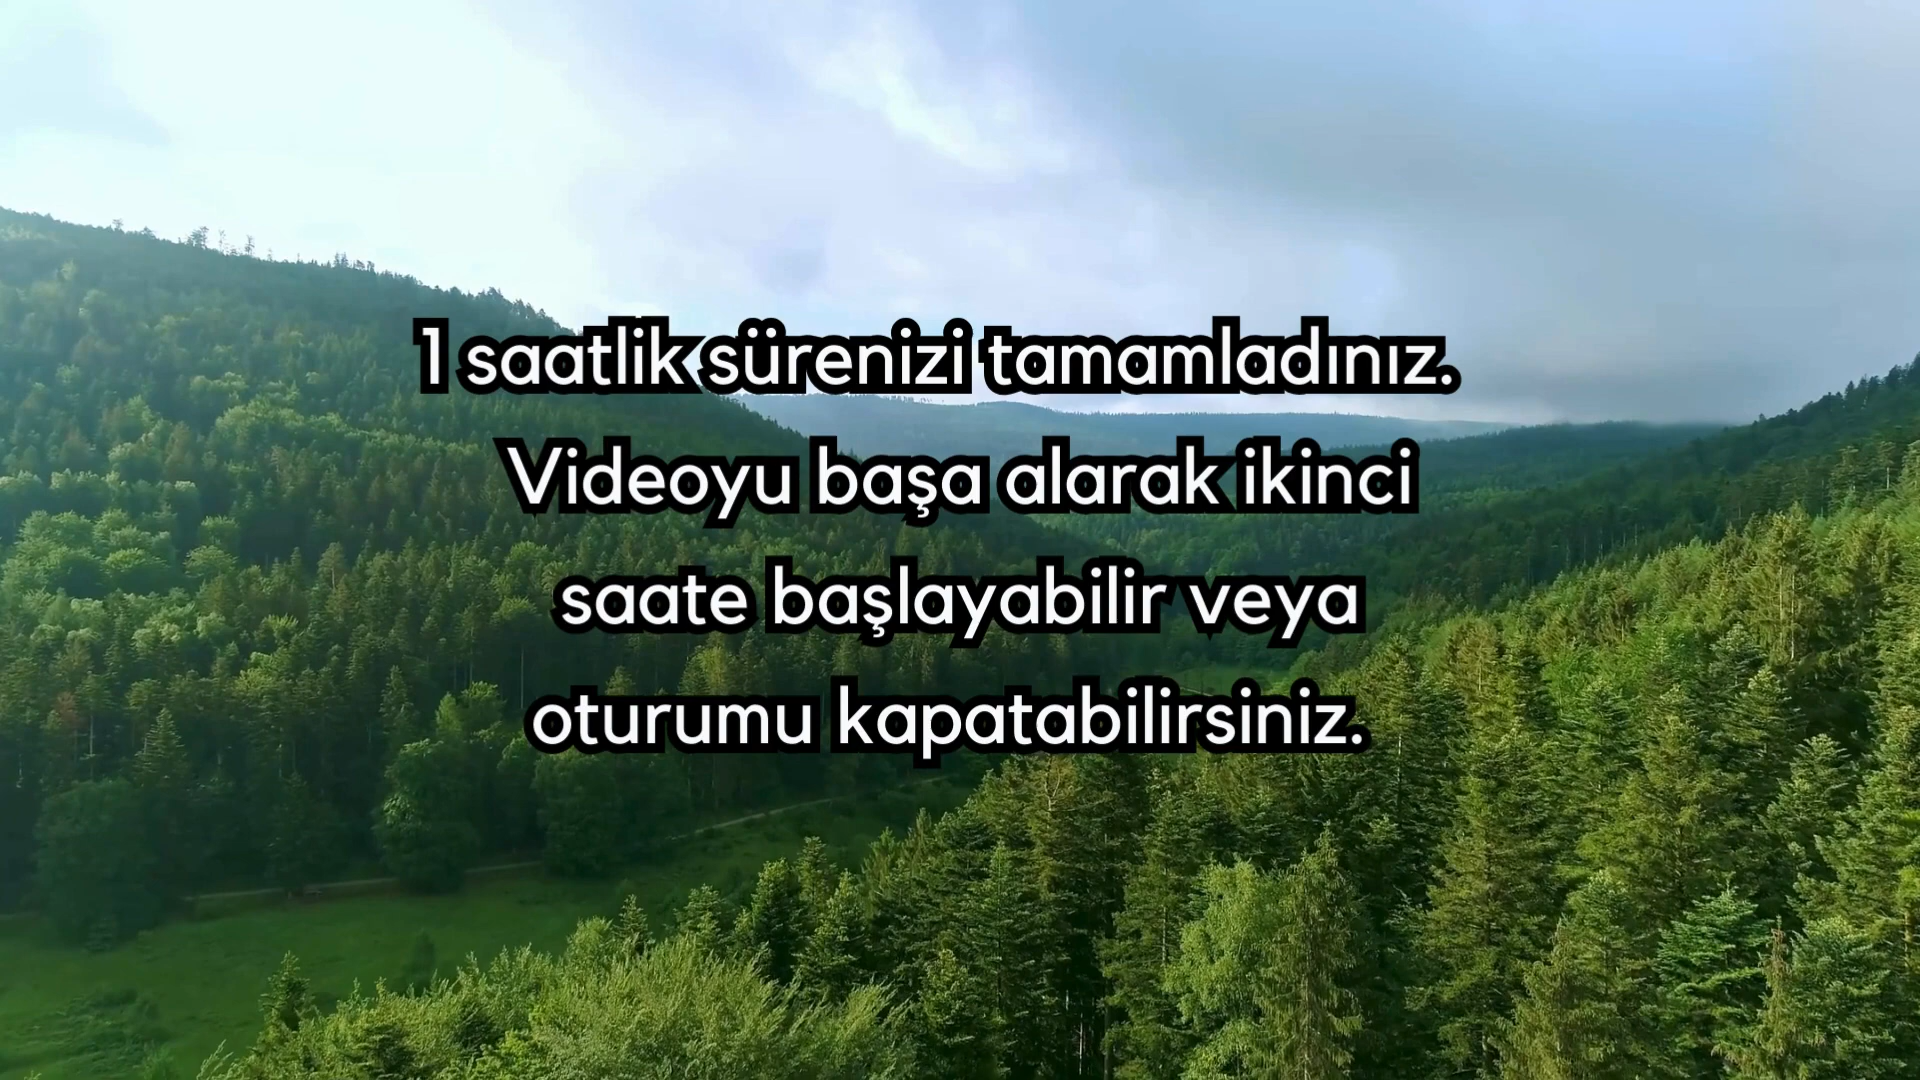 1 saatlik sürenizi tamamladınız.
Videoyu başa alarak ikinci
saate başlayabilir veya
oturumu kapatabilirsiniz.